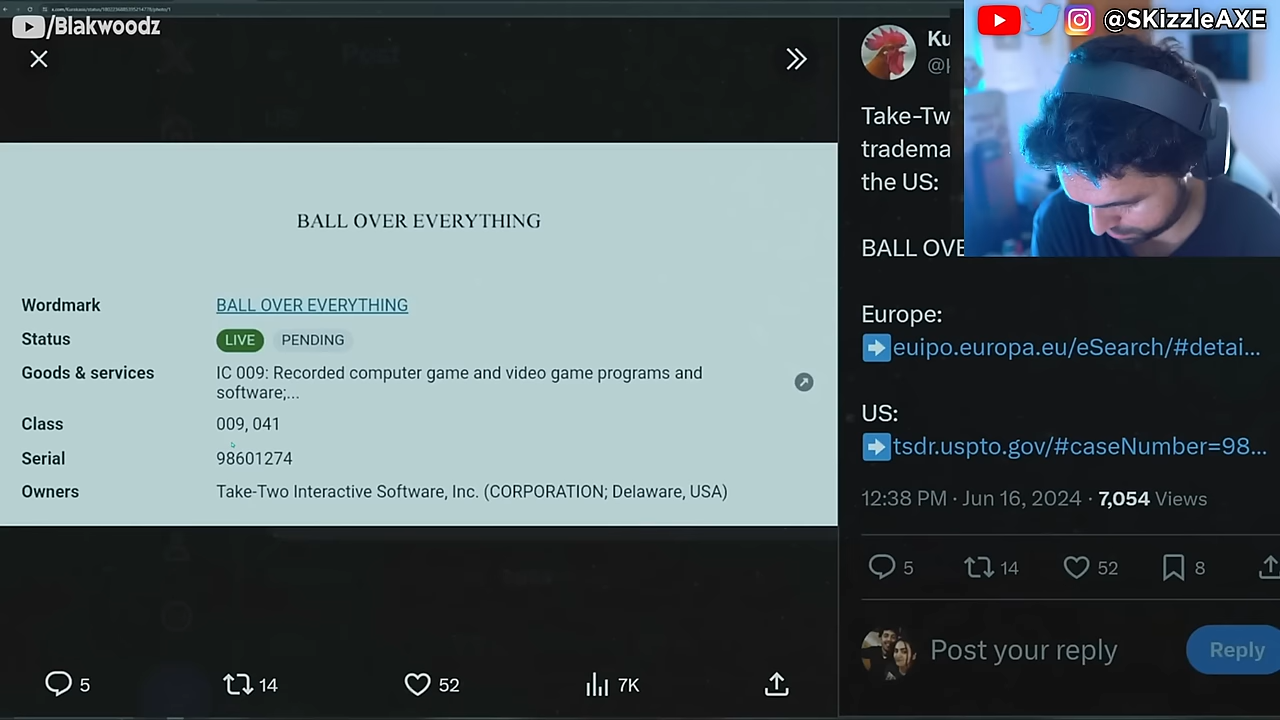 /Blakwoodz
@SKizzleAXE
BALL OVER EVERYTHING
Wordmark BALL OVER EVERYTHING
Status LIVE PENDING
Goods & services IC 009: Recorded computer game and video game programs and
software;...
Class 009, 041
Serial 98601274
Owners Take-Two Interactive Software, Inc. (CORPORATION; Delaware, USA)
5 14 52 7K
Ku
@
Take-Tw
tradema
the US:
BALL OVE
Europe:
euipo.europa.eu/eSearch/#detai...
US:
tsdr.uspto.gov/#caseNumber=98...
12:38 PM · Jun 16, 2024 · 7,054 Views
5 14 52 8
Post your reply
Reply